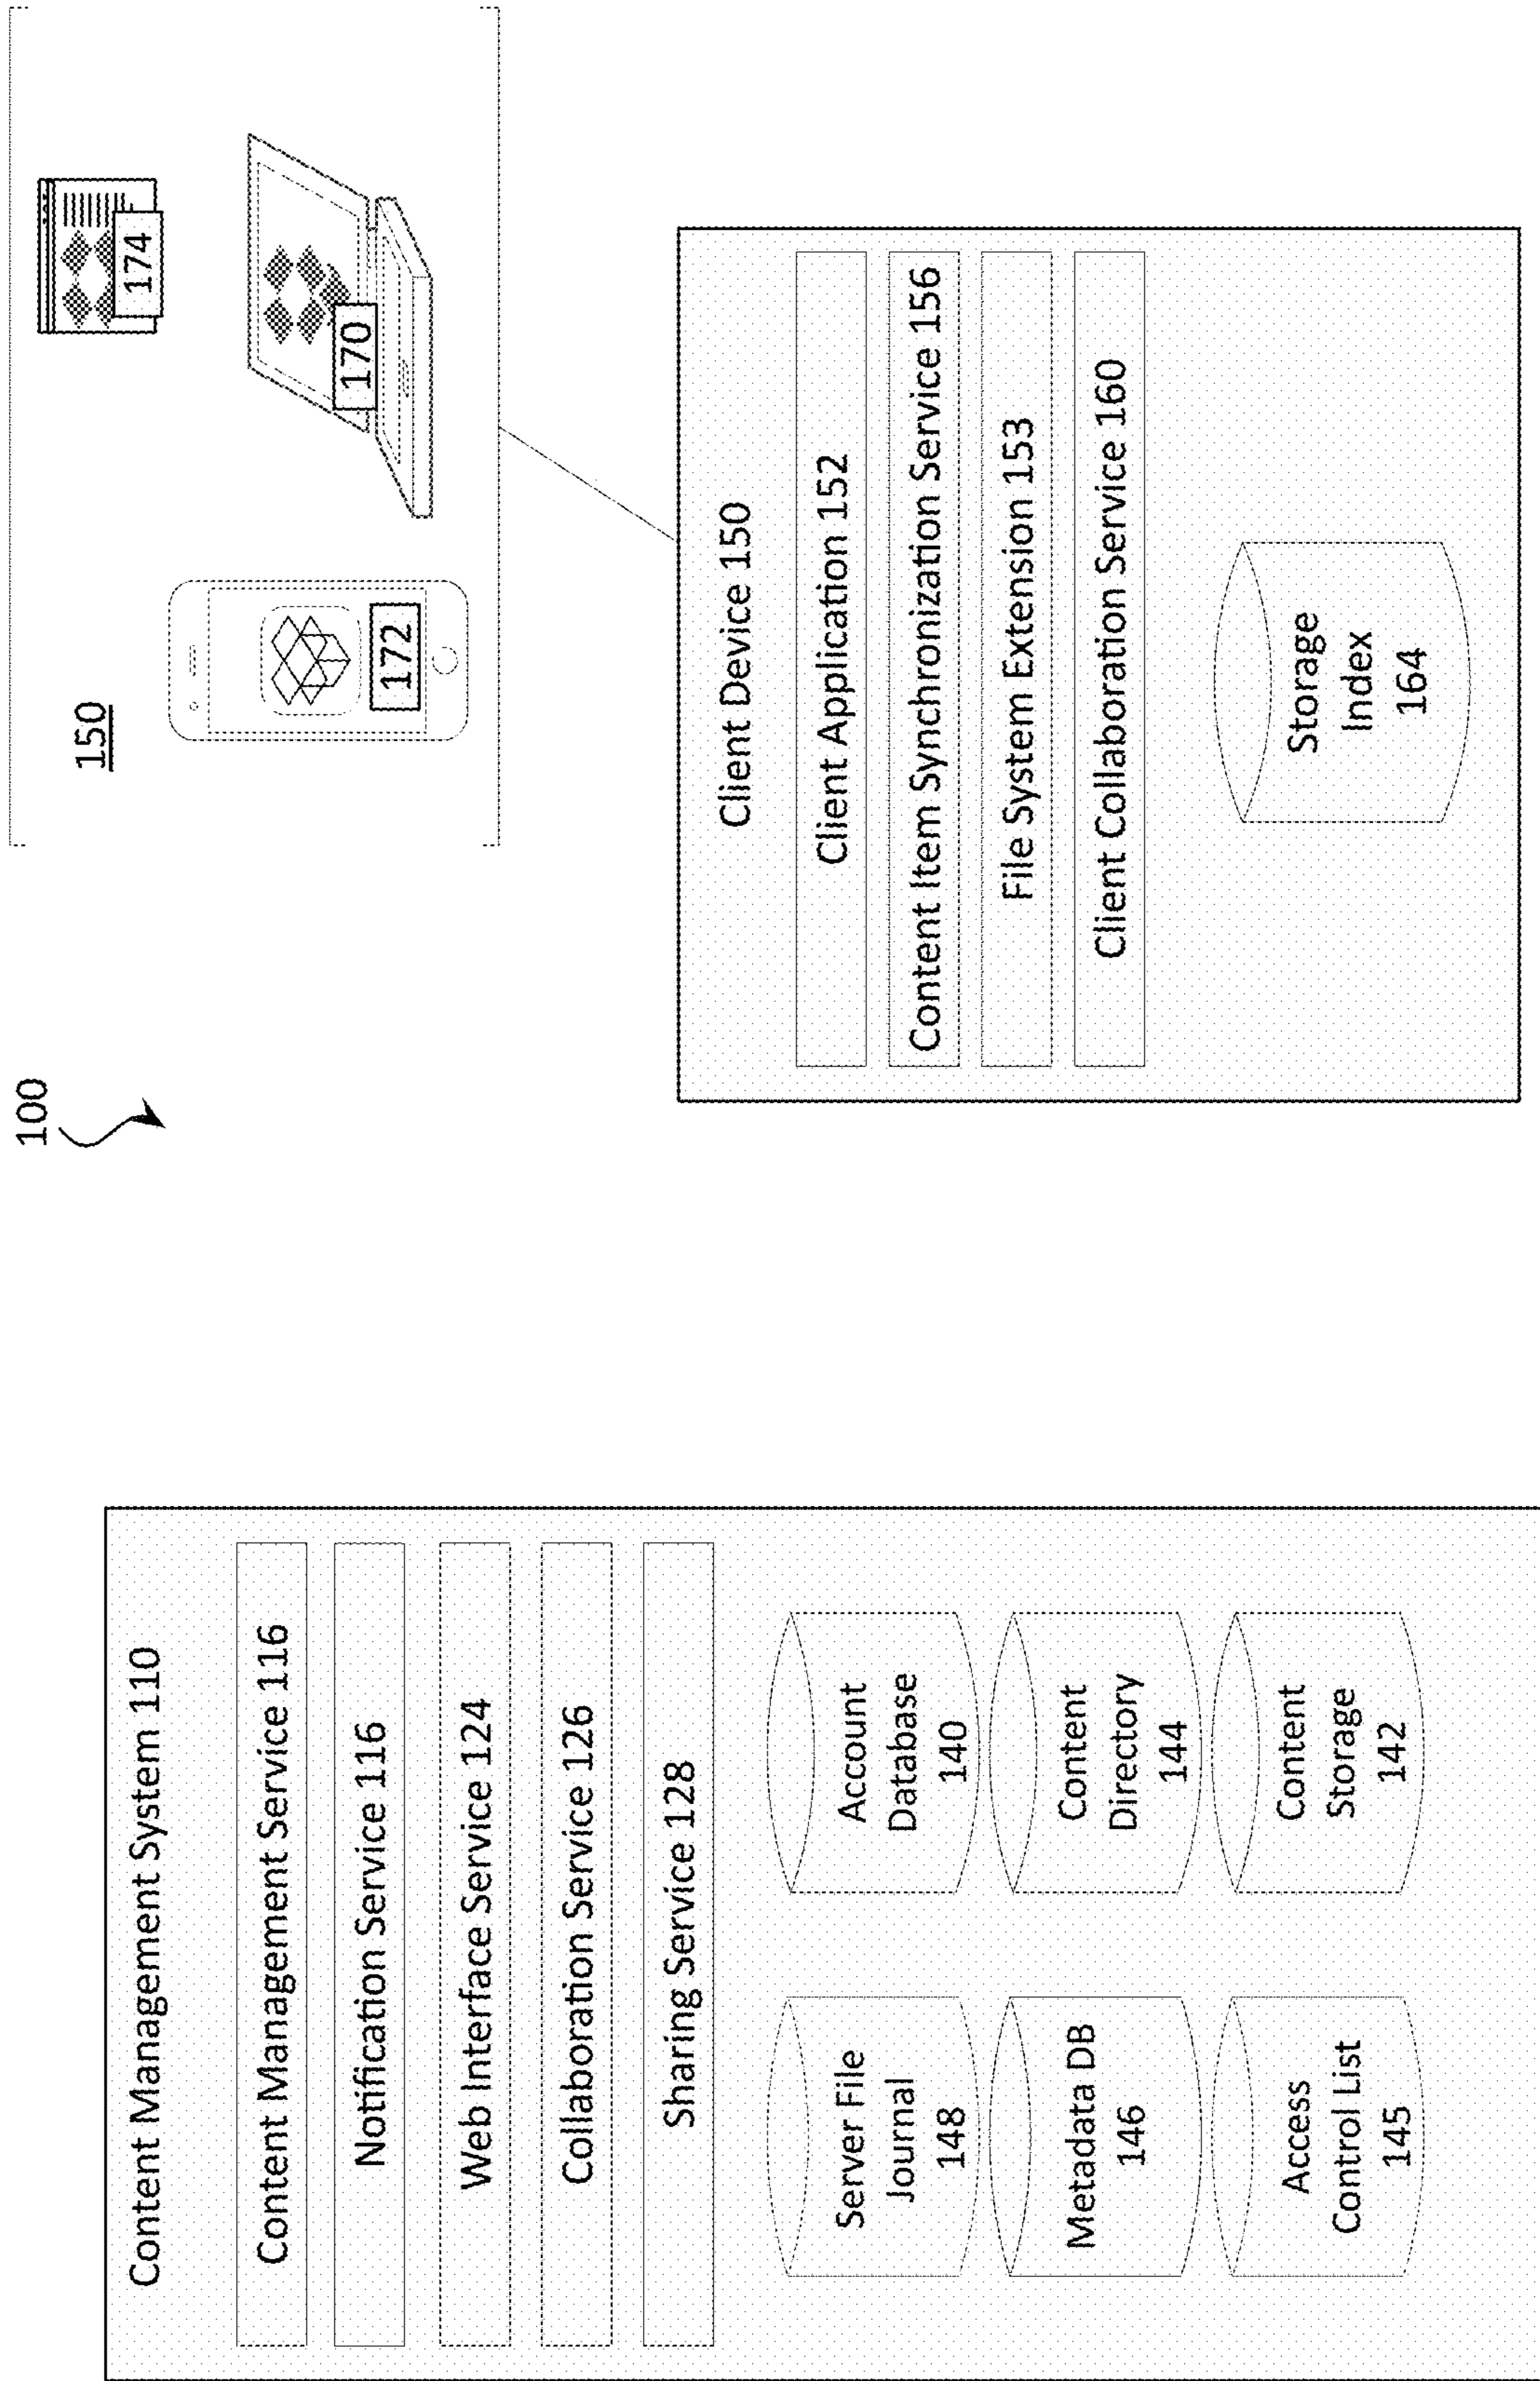 100
Content Management System 110
Content Management Service 116
Notification Service 116
Web Interface Service 124
Collaboration Service 126
Sharing Service 128
Server File
Journal
148
Account
Database
140
Metadata DB
146
Content
Directory
144
Access
Control List
145
Content
Storage
142
150
172
170
174
Client Device 150
Client Application 152
Content Item Synchronization Service 156
File System Extension 153
Client Collaboration Service 160
Storage
Index
164